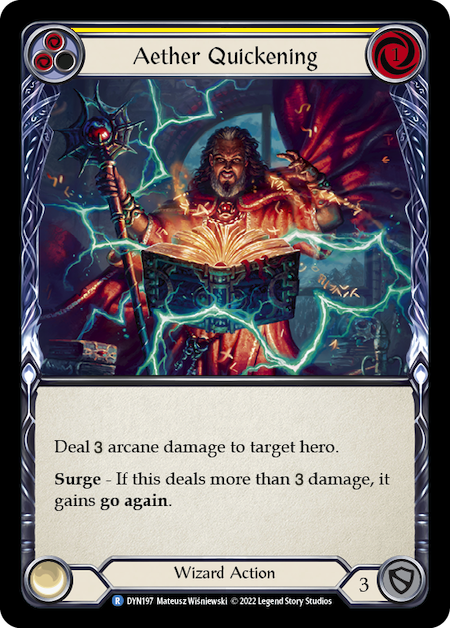 Aether Quickening
1
Deal 3 arcane damage to target hero.
Surge - If this deals more than 3 damage, it
gains go again.
Wizard Action
3
R DYN197 Mateusz Wiśniewski © 2022 Legend Story Studios